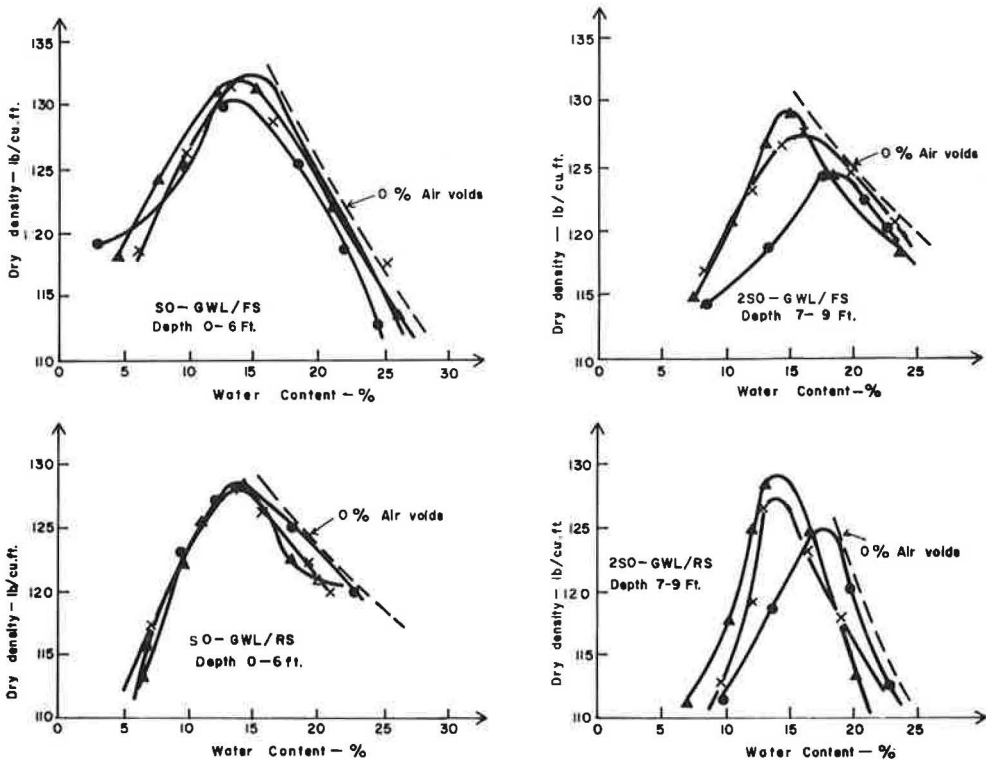 135
130
125
120
115
110
Dry density — lb/cu.ft.
0% Air voids
SO-GWL/FS
Depth 0-6 Ft.
0 5 10 15 20 25 30
Water Content-%
135
130
125
120
115
110
Dry density — lb/cu.ft.
0% Air voids
2SO-GWL/FS
Depth 7-9 Ft.
0 5 10 15 20 25
Water Content-%
130
125
120
115
110
Dry density — lb/cu.ft.
0% Air voids
SO-GWL/RS
Depth 0-6 ft.
0 5 10 15 20 25
Water Content-%
130
125
120
115
110
Dry density — lb/cu.ft
0% Air voids
2SO-GWL/RS
Depth 7-9 Ft.
0 5 10 15 20 25
Water Content-%